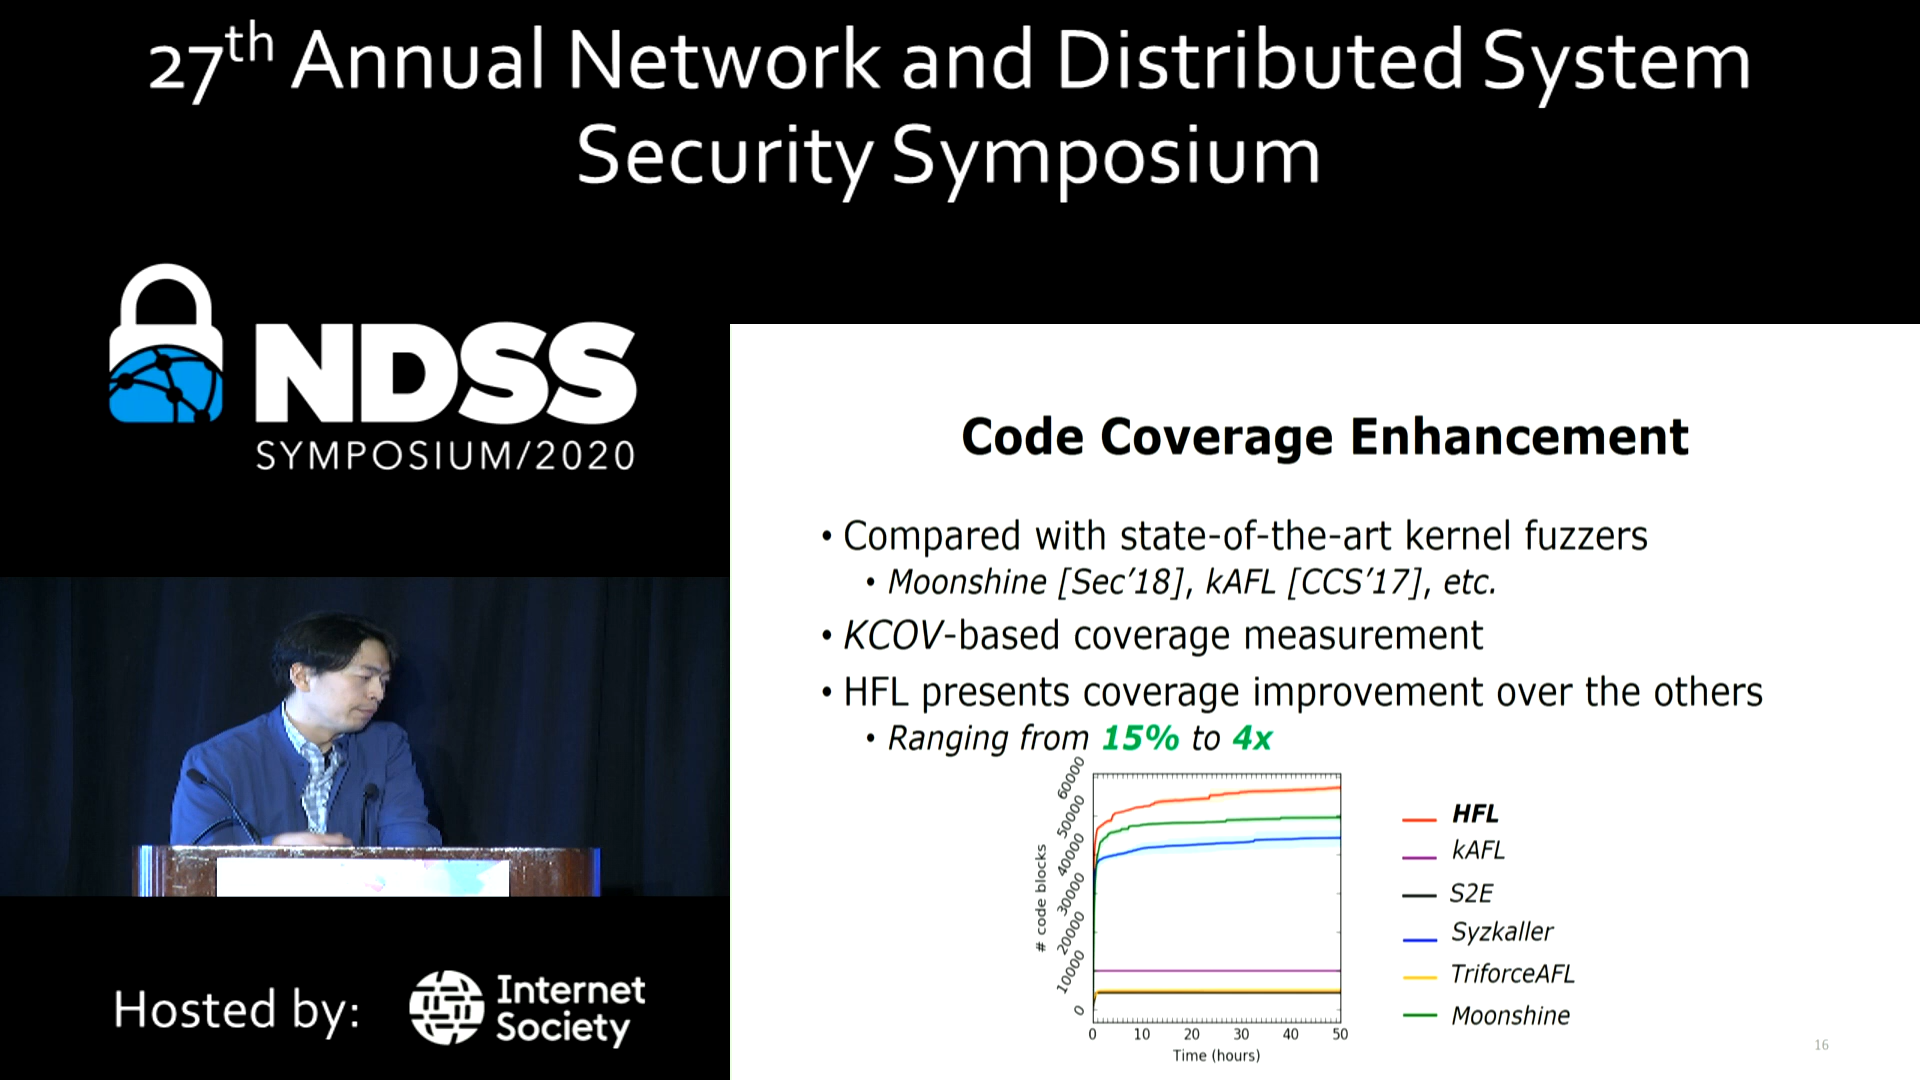 27th Annual Network and Distributed System
Security Symposium
NDSS
SYMPOSIUM/2020
Code Coverage Enhancement
• Compared with state-of-the-art kernel fuzzers
• Moonshine [Sec’18], kAFL [CCS’17], etc.
• KCOV-based coverage measurement
• HFL presents coverage improvement over the others
• Ranging from 15% to 4x
# code blocks
60000
50000
40000
30000
20000
10000
0
0 10 20 30 40 50
Time (hours)
HFL
kAFL
S2E
Syzkaller
TriforceAFL
Moonshine
16
Hosted by:
Internet
Society